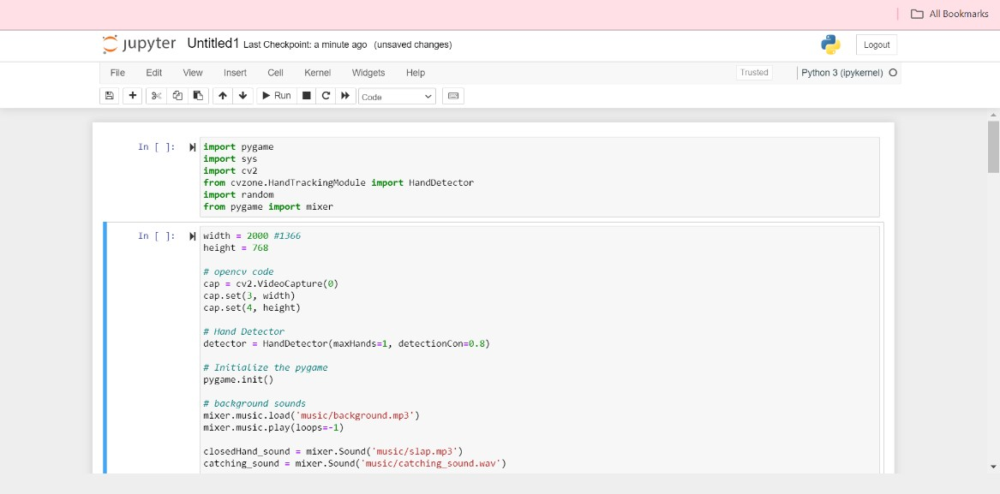 All Bookmarks
jupyter Untitled1 Last Checkpoint: a minute ago (unsaved changes) Logout
File Edit View Insert Cell Kernel Widgets Help Trusted Python 3 (ipykernel)
Run Code
In [ ]: import pygame
import sys
import cv2
from cvzone.HandTrackingModule import HandDetector
import random
from pygame import mixer
In [ ]: width = 2000 #1366
height = 768
# opencv code
cap = cv2.VideoCapture(0)
cap.set(3, width)
cap.set(4, height)
# Hand Detector
detector = HandDetector(maxHands=1, detectionCon=0.8)
# Initialize the pygame
pygame.init()
# background sounds
mixer.music.load('music/background.mp3')
mixer.music.play(loops=-1)
closedHand_sound = mixer.Sound('music/slap.mp3')
catching_sound = mixer.Sound('music/catching_sound.wav')